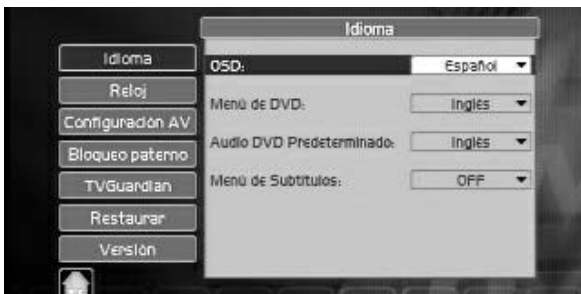 Idioma
Idioma
Reloj
Configuración AV
Bloqueo paterno
TVGuardian
Restaurar
Versión
OSD: Español
Menú de DVD: Inglés
Audio DVD Predeterminado: Inglés
Menú de Subtítulos: OFF